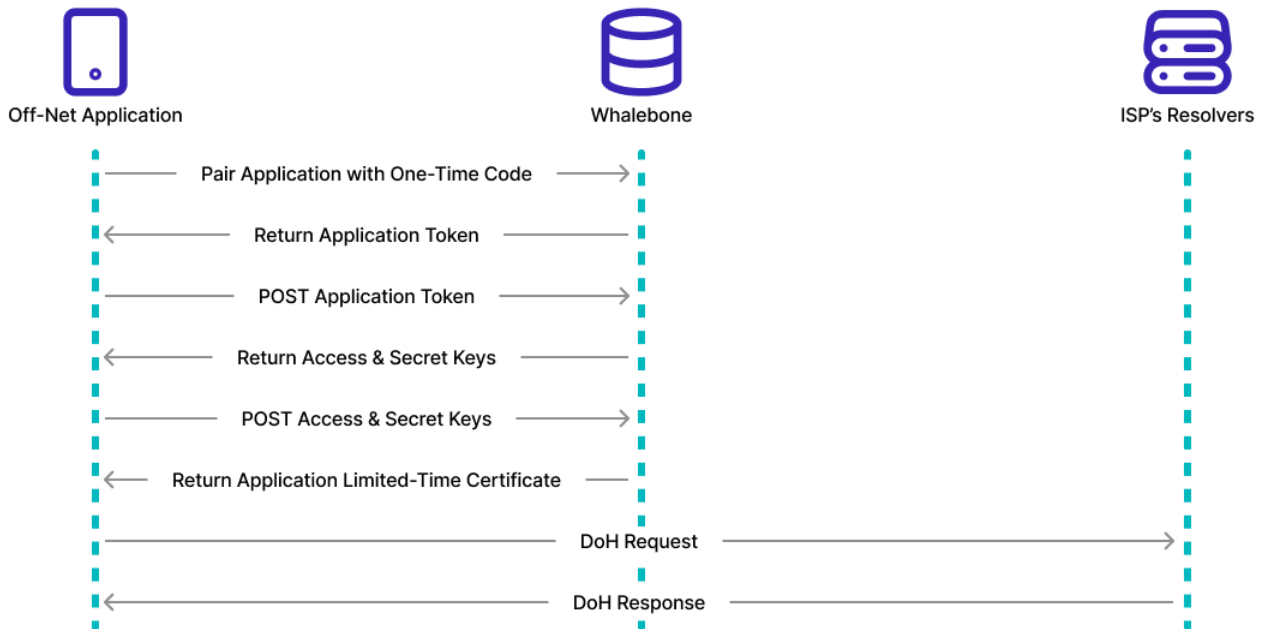 Off-Net Application
Whalebone
ISP's Resolvers
Pair Application with One-Time Code
Return Application Token
POST Application Token
Return Access & Secret Keys
POST Access & Secret Keys
Return Application Limited-Time Certificate
DoH Request
DoH Response